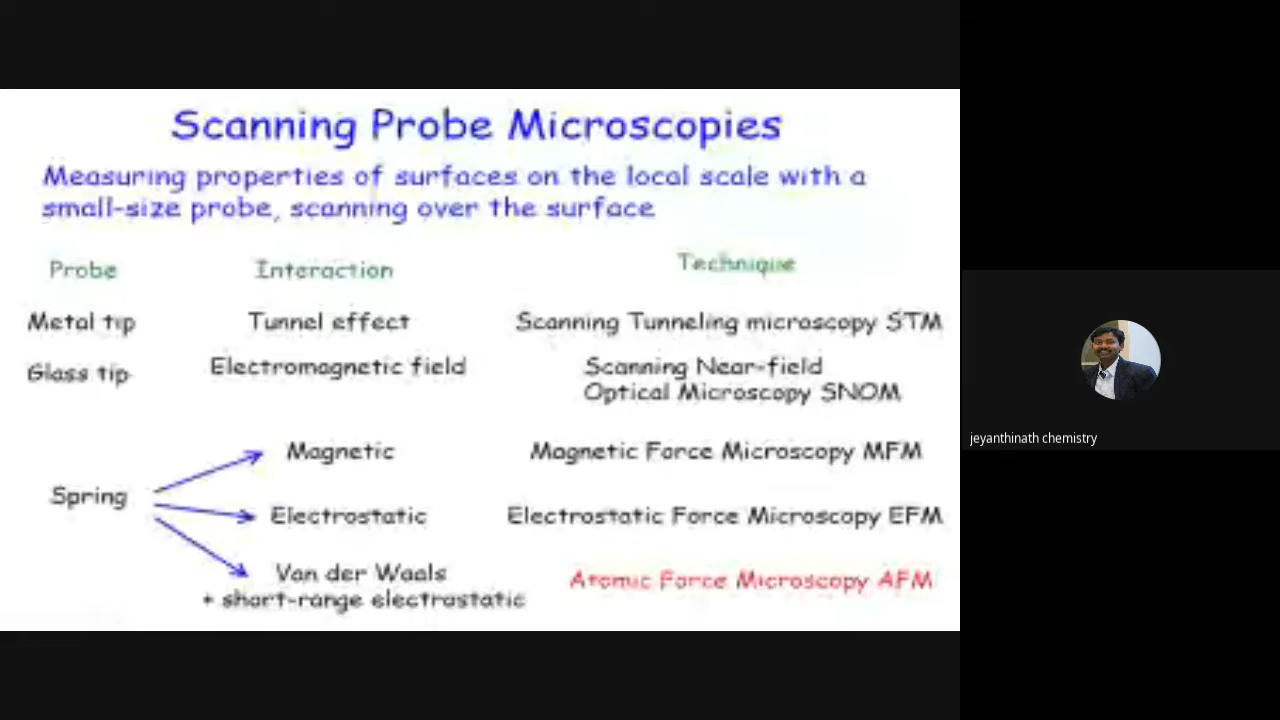 Scanning Probe Microscopies
Measuring properties of surfaces on the local scale with a
small-size probe, scanning over the surface
Probe Interaction Technique
Metal tip Tunnel effect Scanning Tunneling microscopy STM
Glass tip Electromagnetic field Scanning Near-field
Optical Microscopy SNOM
Magnetic Magnetic Force Microscopy MFM
Spring
Electrostatic Electrostatic Force Microscopy EFM
Van der Waals Atomic Force Microscopy AFM
+ short-range electrostatic
jeyanthinath chemistry